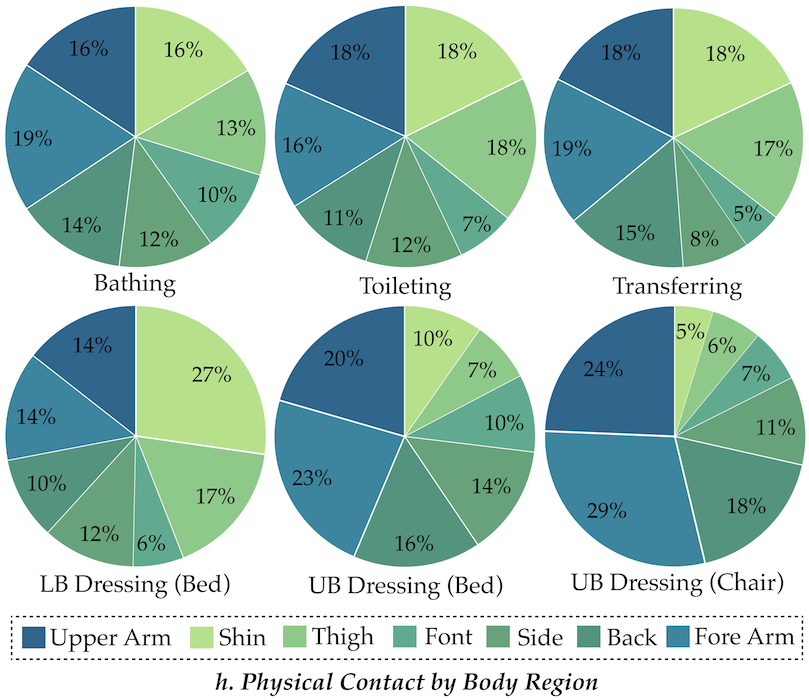 16% 16%
19% 13%
10%
14% 12%
Bathing
18% 18%
16% 18%
11% 12% 7%
Toileting
18% 18%
19% 17%
15% 8% 5%
Transferring
14% 27%
14%
10% 17%
12% 6%
LB Dressing (Bed)
20% 10%
7%
23% 10%
14%
16%
UB Dressing (Bed)
24% 5% 6%
7%
11%
29% 18%
UB Dressing (Chair)
Upper Arm Shin Thigh Font Side Back Fore Arm
h. Physical Contact by Body Region